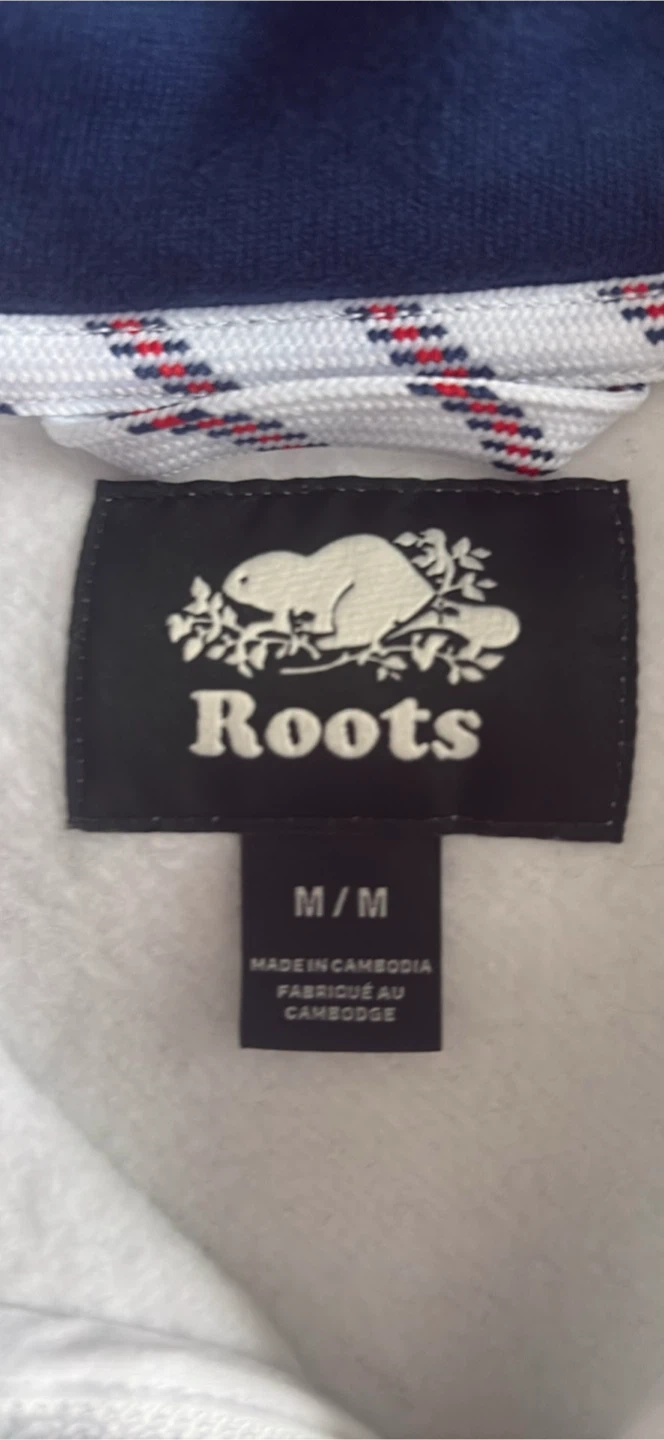 Roots
M / M
MADE IN CAMBODIA
FABRIQUÉ AU
CAMBODGE